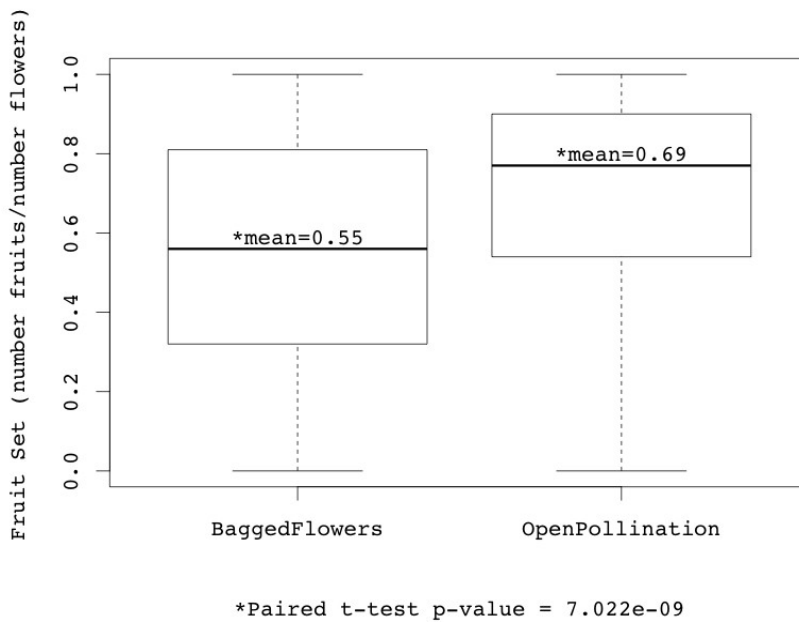 Fruit Set (number fruits/number flowers)
1.0
0.8
0.6
0.4
0.2
0.0
*mean=0.55
*mean=0.69
BaggedFlowers
OpenPollination
*Paired t-test p-value = 7.022e-09